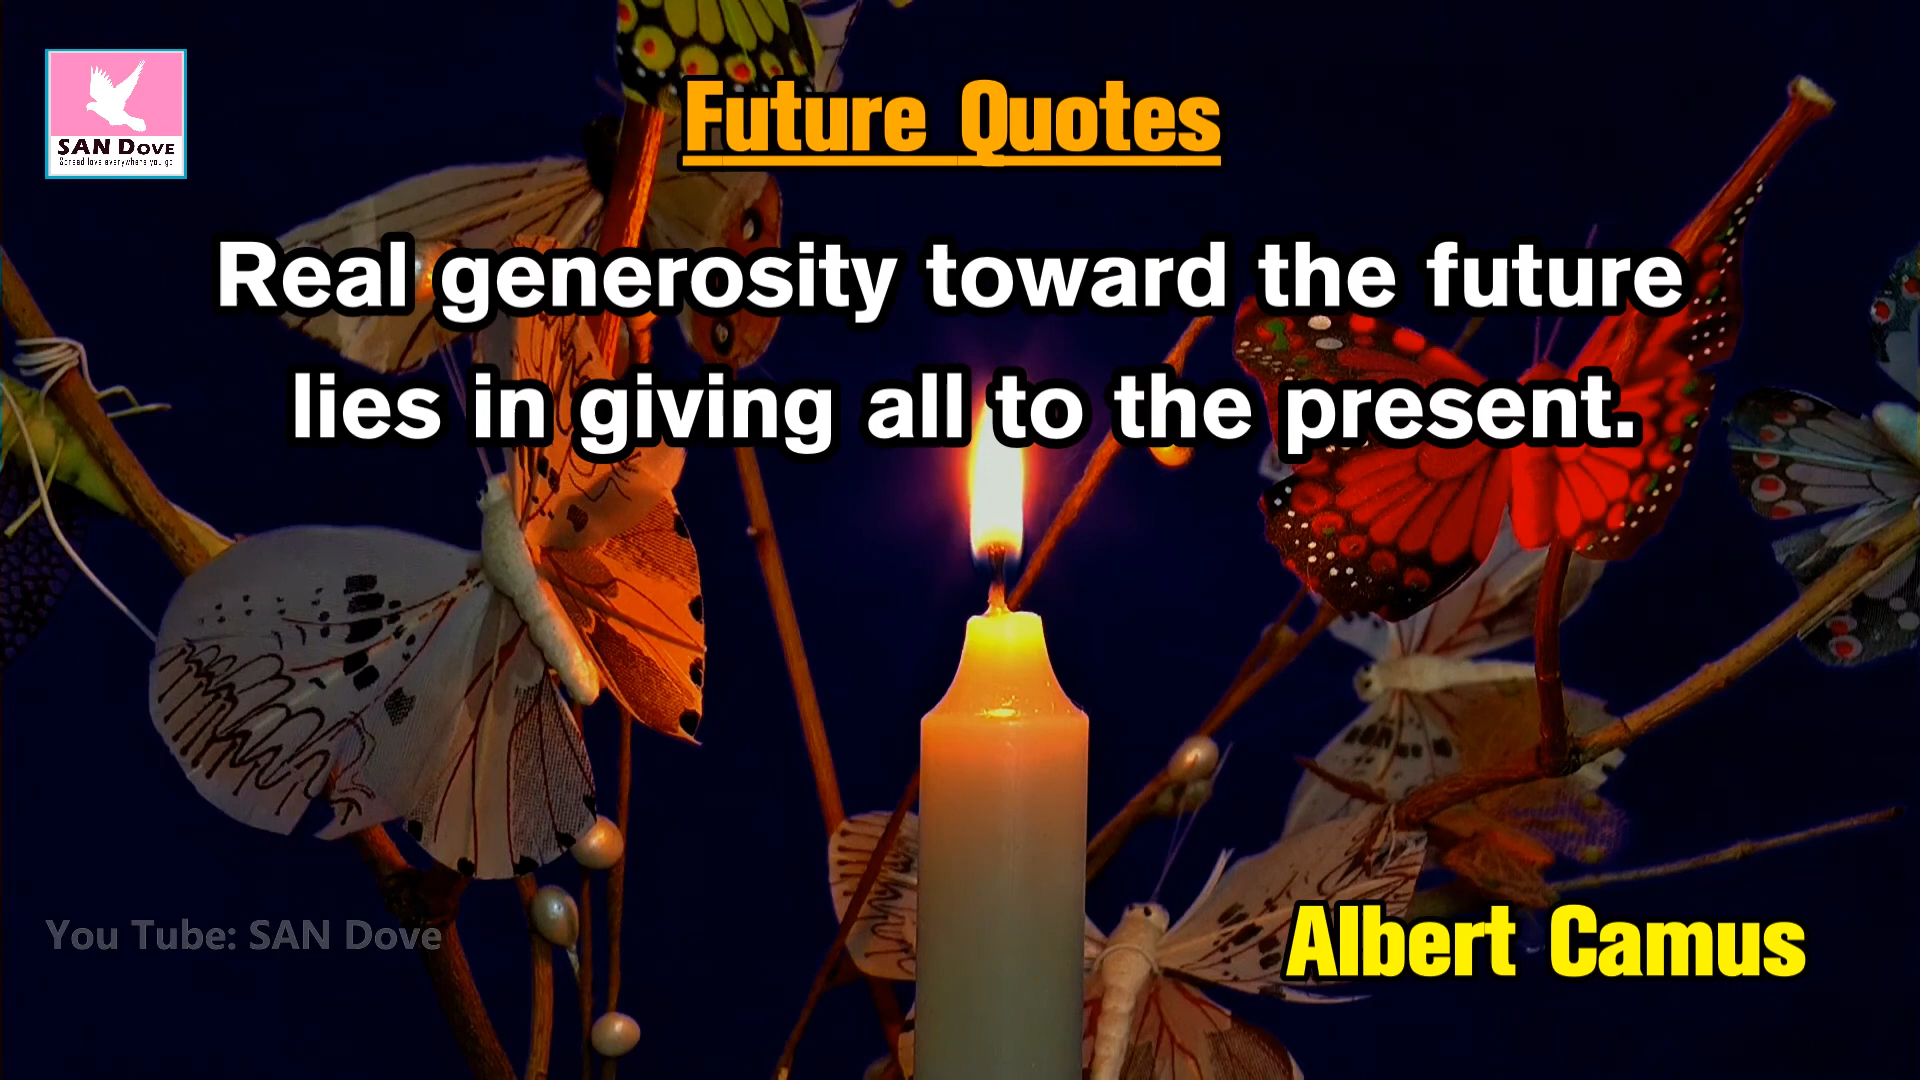 SAN DOVE
Spread love everywhere you go
Future Quotes
Real generosity toward the future
lies in giving all to the present.
You Tube: SAN Dove
Albert Camus